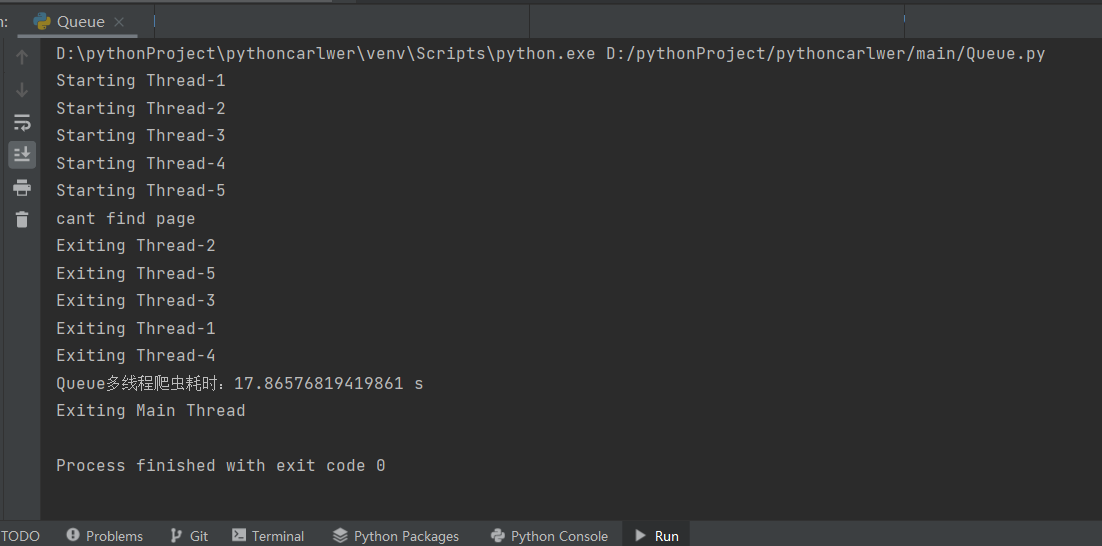 n:
Queue
D:\pythonProject\pythoncarlwer\venv\Scripts\python.exe D:/pythonProject/pythoncarlwer/main/Queue.py
Starting Thread-1
Starting Thread-2
Starting Thread-3
Starting Thread-4
Starting Thread-5
cant find page
Exiting Thread-2
Exiting Thread-5
Exiting Thread-3
Exiting Thread-1
Exiting Thread-4
Queue多线程爬虫耗时：17.86576819419861 s
Exiting Main Thread
Process finished with exit code 0
TODO Problems Git Terminal Python Packages Python Console Run